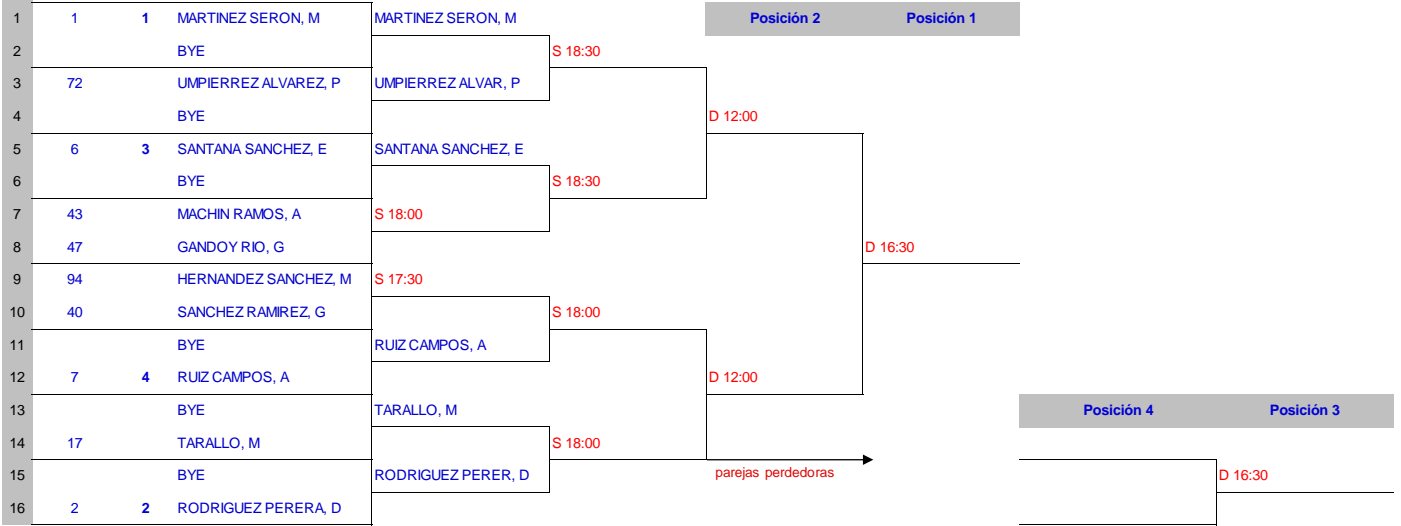 1 1 1 MARTINEZ SERON, M MARTINEZ SERON, M Posición 2 Posición 1
2 BYE S 18:30
3 72 UMPIERREZ ALVAREZ, P UMPIERREZ ALVAR, P
4 BYE D 12:00
5 6 3 SANTANA SANCHEZ, E SANTANA SANCHEZ, E
6 BYE S 18:30
7 43 MACHIN RAMOS, A S 18:00
8 47 GANDOY RIO, G D 16:30
9 94 HERNANDEZ SANCHEZ, M S 17:30
10 40 SANCHEZ RAMIREZ, G S 18:00
11 BYE RUIZ CAMPOS, A
12 7 4 RUIZ CAMPOS, A D 12:00
13 BYE TARALLO, M Posición 4 Posición 3
14 17 TARALLO, M S 18:00
15 BYE RODRIGUEZ PERER, D parejas perdedoras D 16:30
16 2 2 RODRIGUEZ PERERA, D